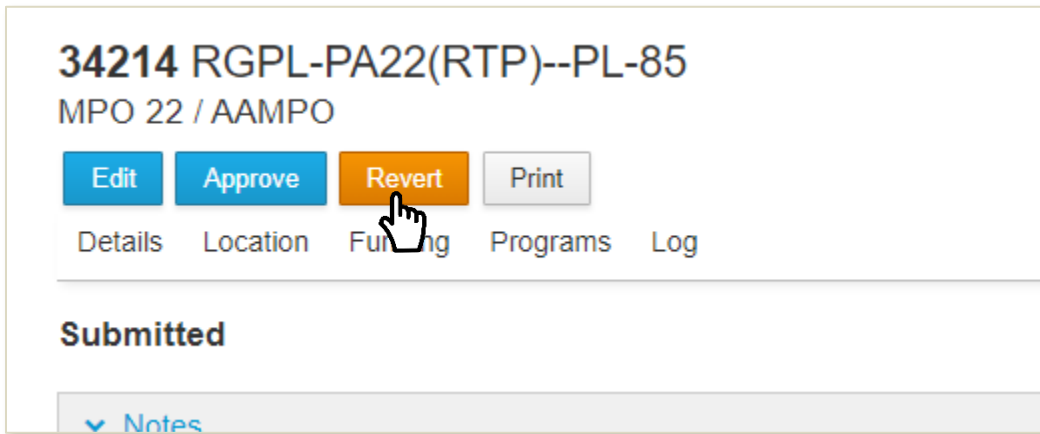 34214 RGPL-PA22(RTP)--PL-85
MPO 22 / AAMPO
Edit Approve Revert Print
Details Location Funding Programs Log
Submitted
Notes